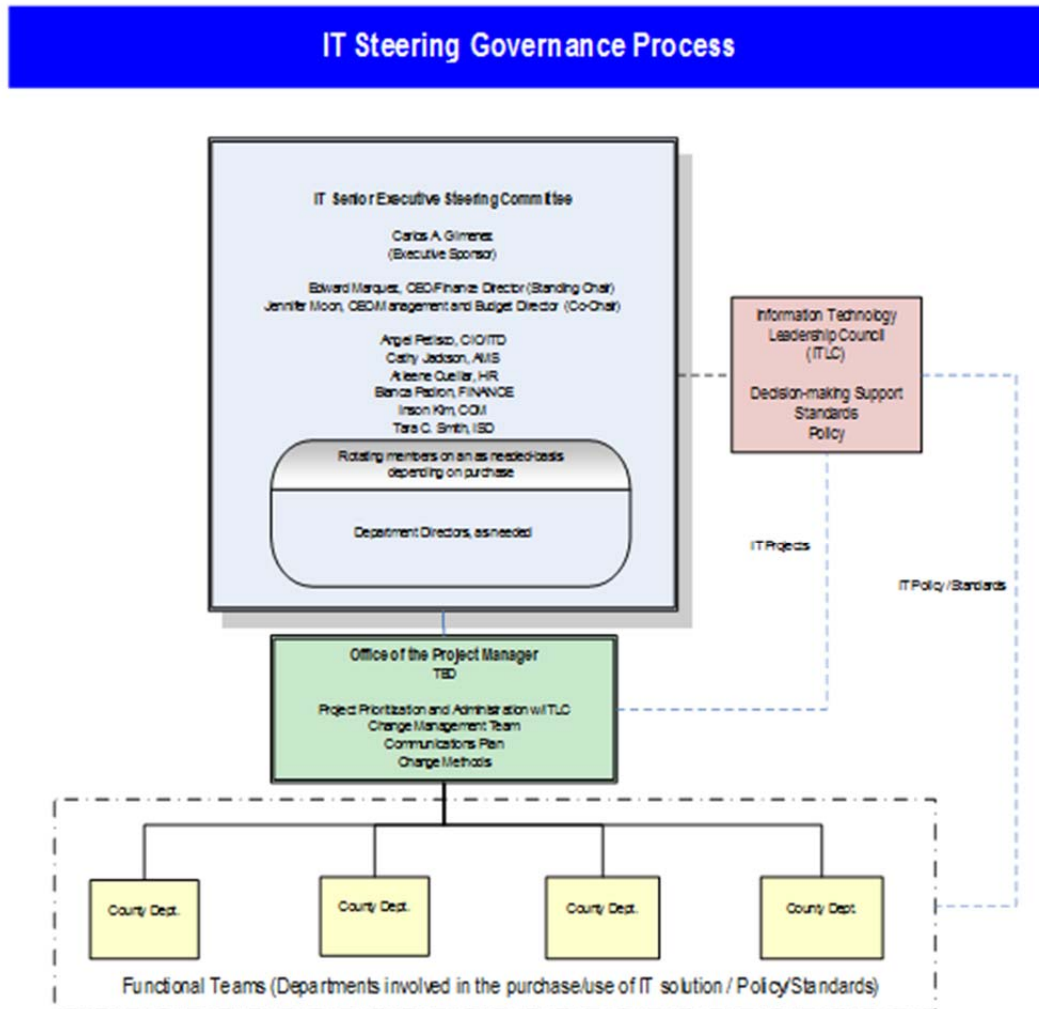 IT Steering Governance Process
IT Senior Executive Steering Committee
Carlos A. Gimenez
(Executive Sponsor)
Edward Marquez, CEO/Finance Director (Standing Chair)
Jennifer Moon, CEO/Management and Budget Director (Co-Chair)
Angel Petisco, CIO/ITD
Cathy Jackson, AMS
Arleene Cuellar, HR
Blanca Padron, FINANCE
Inson Kim, COM
Tara C. Smith, ISD
Rotating members on an as needed-basis
depending on purchase
Department Directors, as needed
Information Technology
Leadership Council
(ITLC)
Decision-making Support
Standards
Policy
IT Projects
IT Policy/Standards
Office of the Project Manager
TBD
Project Prioritization and Administration w/ITLC
Change Management Team
Communications Plan
Change Methods
County Dept.
County Dept.
County Dept.
County Dept.
Functional Teams (Departments involved in the purchase/use of IT solution / Policy/Standards)